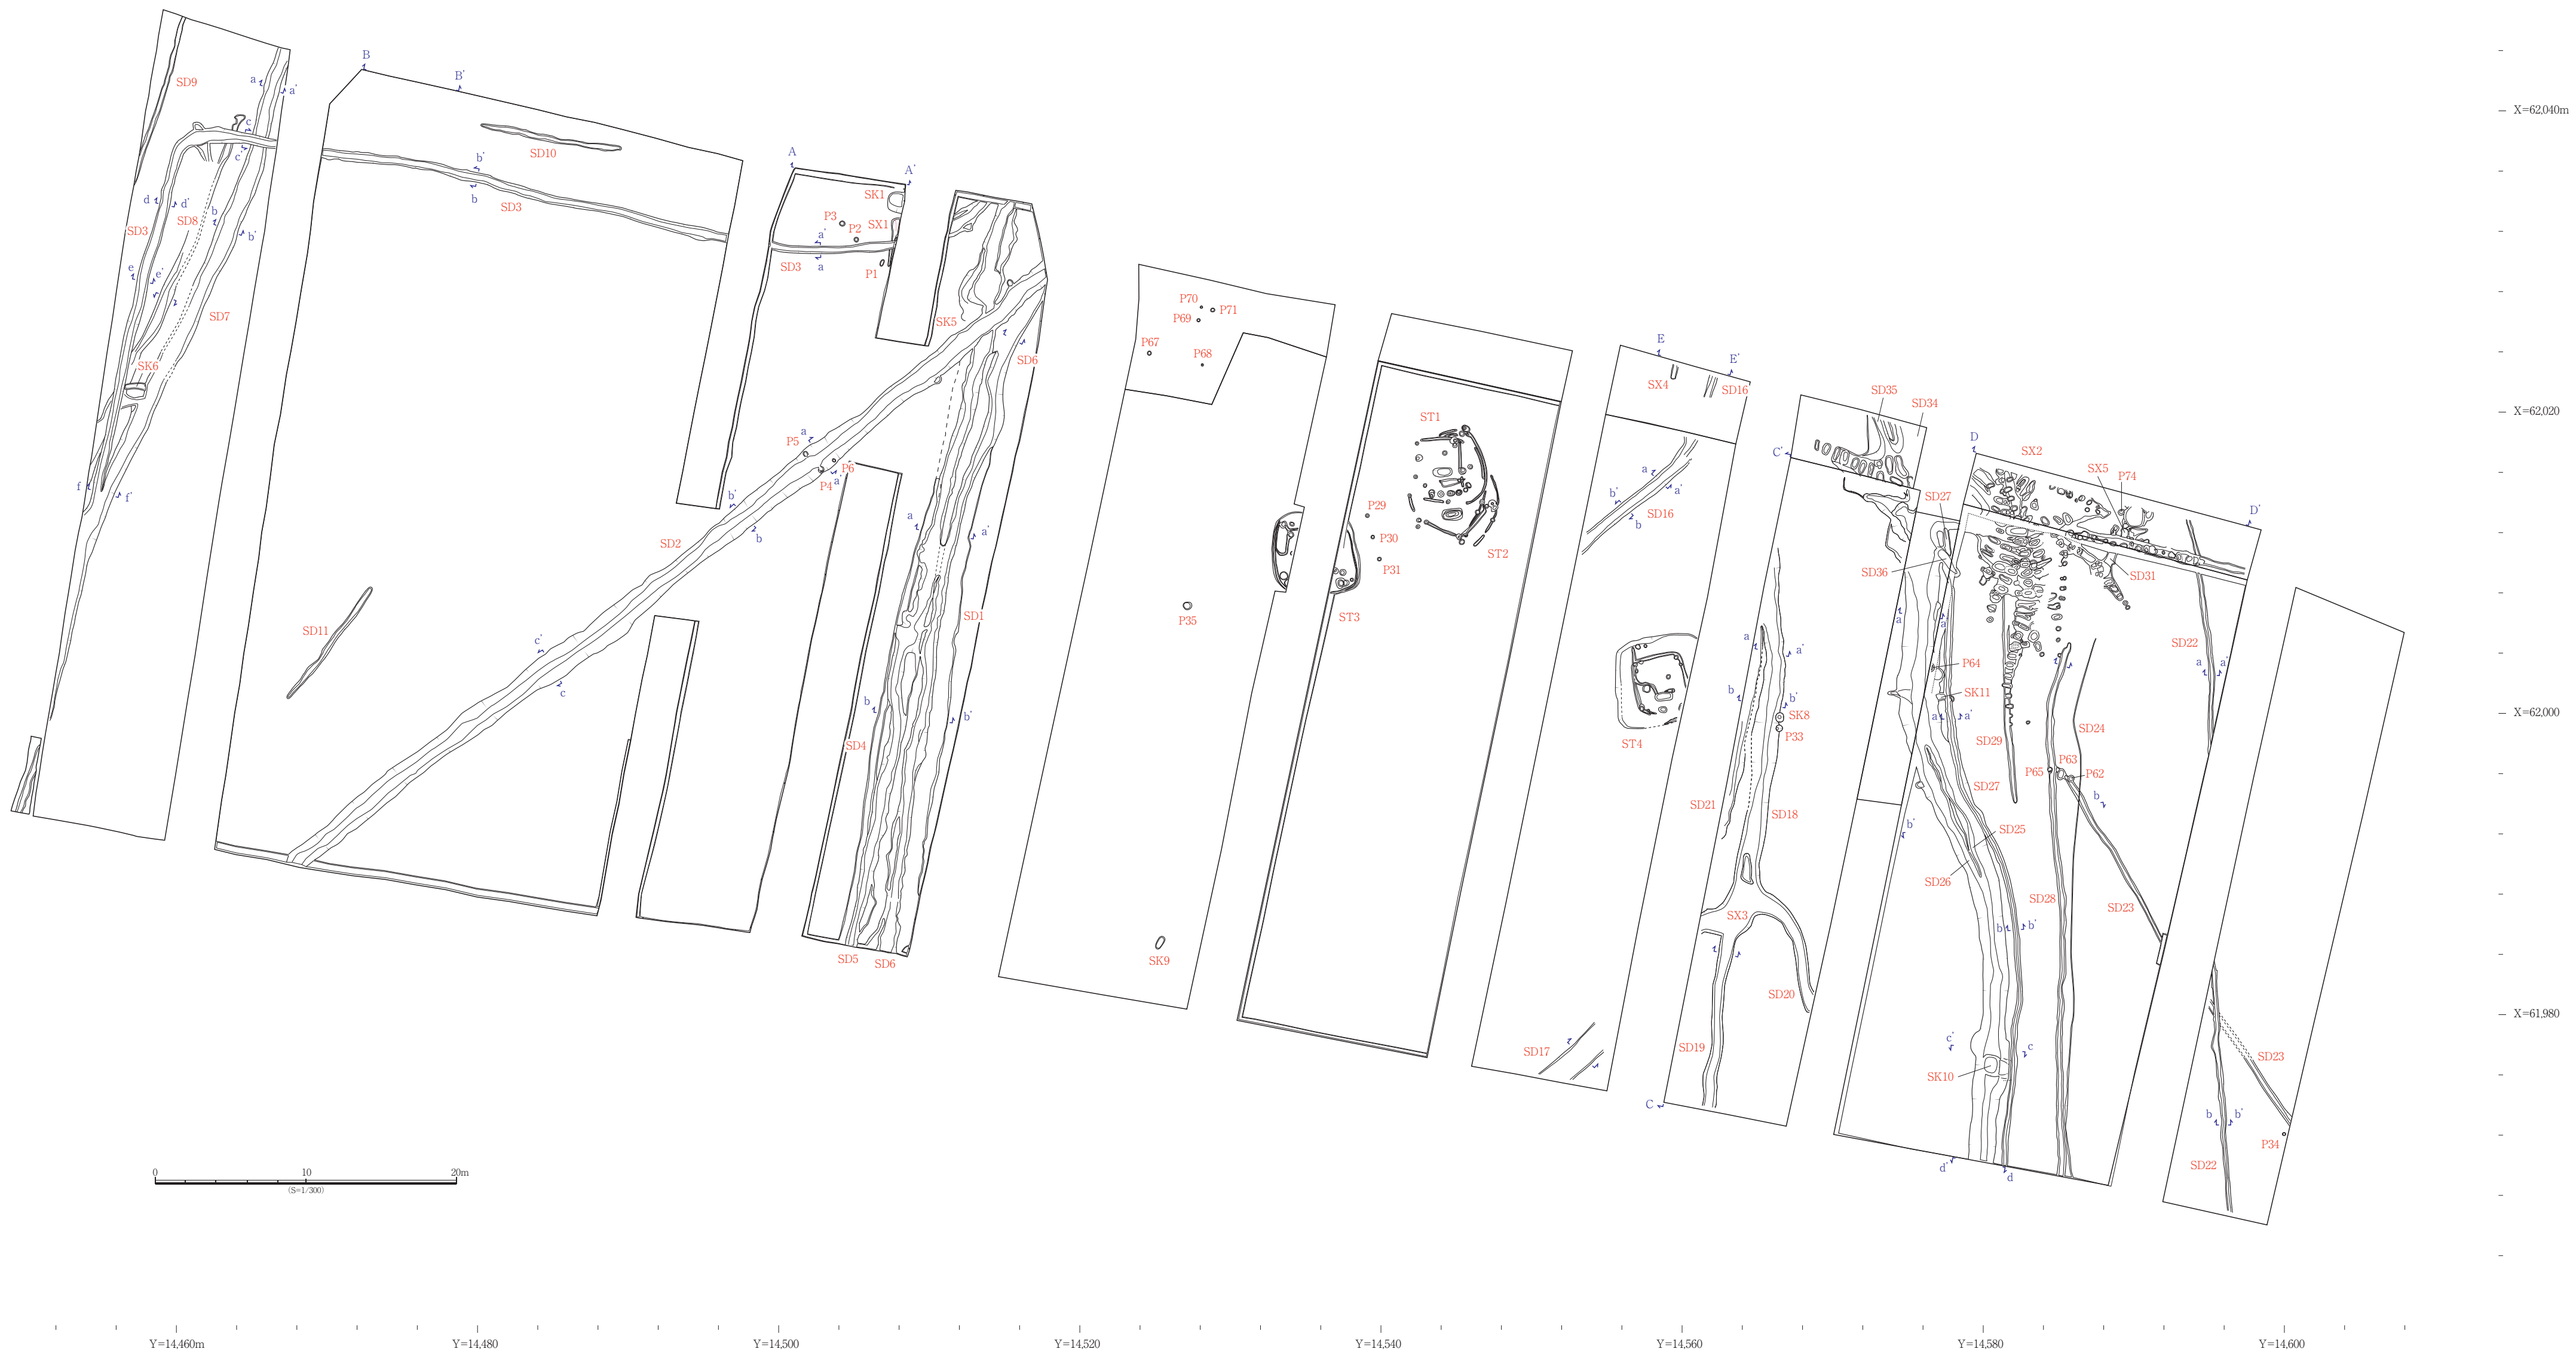 B
B'
SD9
a
a'
X=62,040m
c
c'
SD10
b'
b
A
A'
SK1
d
d'
b
SD8
SD3
b'
SD3
P3
P2
SX1
a'
a
SD3
P1
e
e'
SD7
SK5
SD6
SK6
P70
P71
P69
P67
P68
E
E'
SX4
SD16
SD35
SD34
X=62,020
ST1
ST2
a
P5
P6
P4
a'
f
f'
b'
b
SD2
a
a'
P29
P30
P31
a
b'
a'
SD16
b
C'
D
SX2
SX5
P74
D'
SD27
SD36
SD31
SD11
c'
c
SD1
P35
ST3
a
a'
SD22
a
a'
P64
SK11
b
b'
SD4
ST4
a
a'
b
b'
SK8
P33
a
a'
SD24
X=62,000
SD29
P63
P65
P62
SD27
b
SD21
SD18
b'
SD25
SD26
SD28
SD23
SX3
b
b'
SD5
SD6
SK9
SD20
SD17
SD19
X=61,980
c'
c
SK10
SD23
C
b
b'
P34
SD22
d'
d
0
10
20m
(S=1/300)
Y=14,460m
Y=14,480
Y=14,500
Y=14,520
Y=14,540
Y=14,560
Y=14,580
Y=14,600